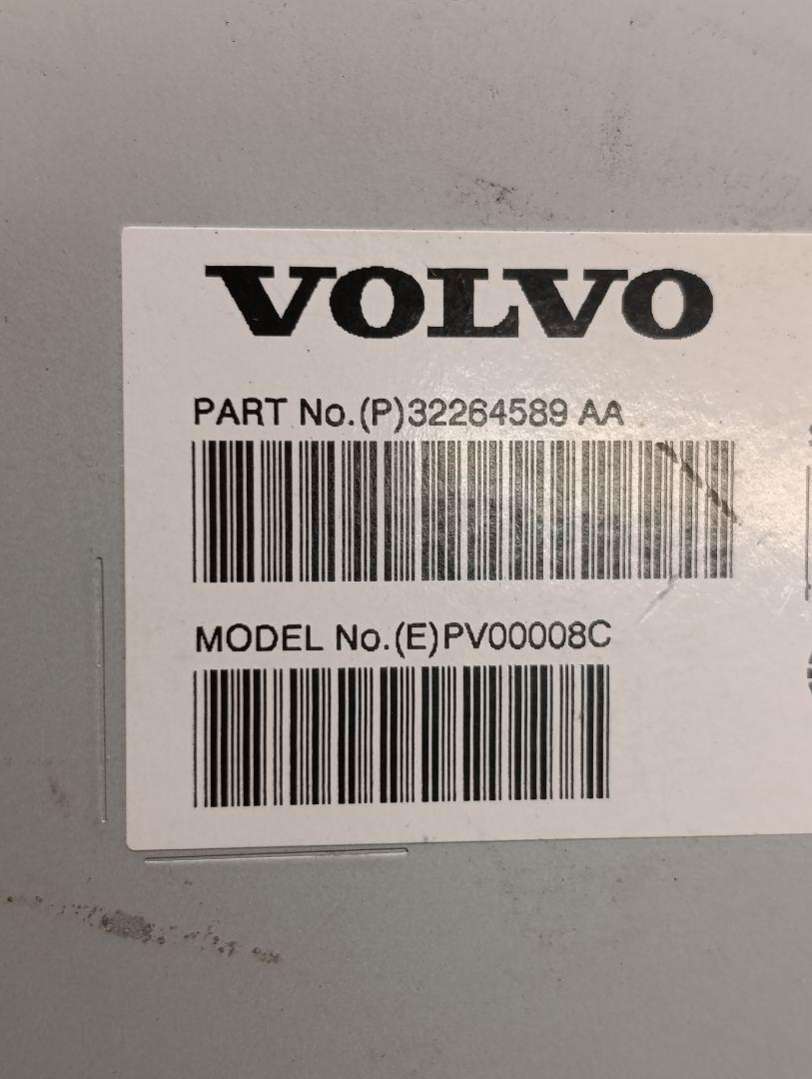 VOLVO
PART No.(P)32264589 AA
MODEL No.(E)PV00008C